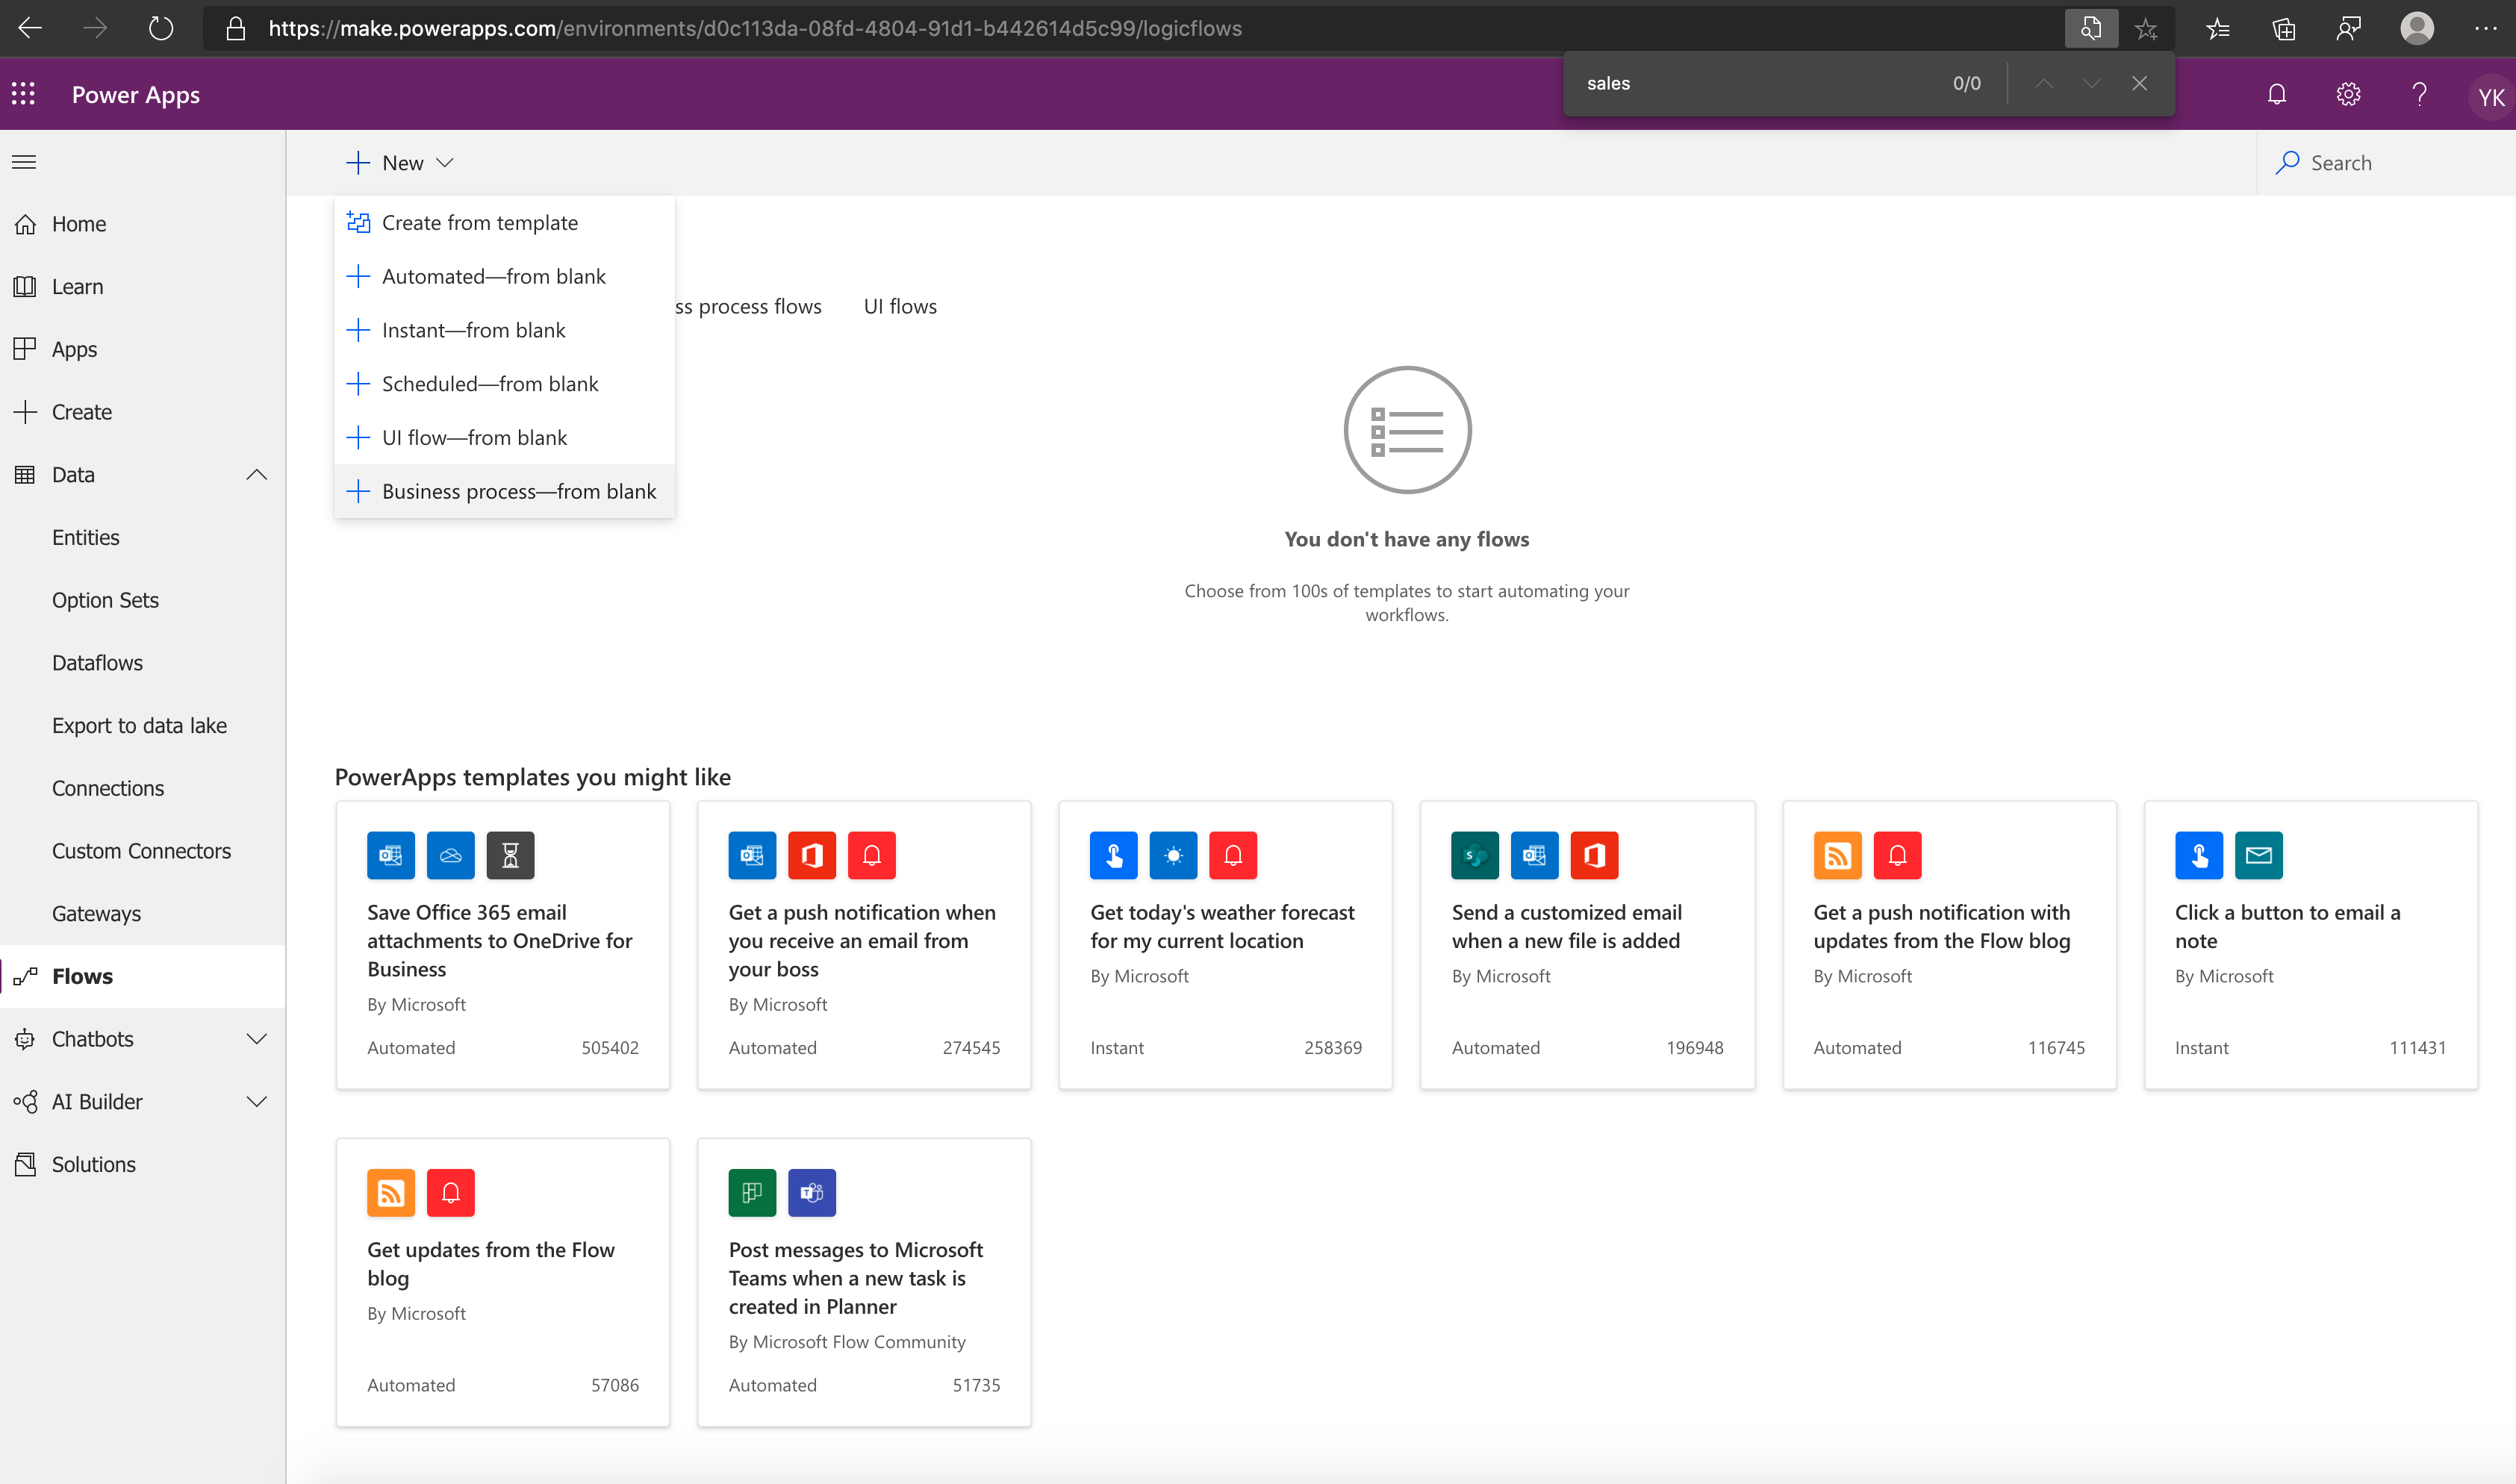 https://make.powerapps.com/environments/d0c113da-08fd-4804-91d1-b442614d5c99/logicflows
Power Apps
sales 0/0
YK
New
Search
Home
Learn
Apps
Create
Data
Entities
Option Sets
Dataflows
Export to data lake
Connections
Custom Connectors
Gateways
Flows
Chatbots
AI Builder
Solutions
Create from template
Automated—from blank
Instant—from blank
Scheduled—from blank
UI flow—from blank
Business process—from blank
ss process flows UI flows
You don't have any flows
Choose from 100s of templates to start automating your
workflows.
PowerApps templates you might like
Save Office 365 email
attachments to OneDrive for
Business
By Microsoft
Automated 505402
Get a push notification when
you receive an email from
your boss
By Microsoft
Automated 274545
Get today's weather forecast
for my current location
By Microsoft
Instant 258369
Send a customized email
when a new file is added
By Microsoft
Automated 196948
Get a push notification with
updates from the Flow blog
By Microsoft
Automated 116745
Click a button to email a
note
By Microsoft
Instant 111431
Get updates from the Flow
blog
By Microsoft
Automated 57086
Post messages to Microsoft
Teams when a new task is
created in Planner
By Microsoft Flow Community
Automated 51735